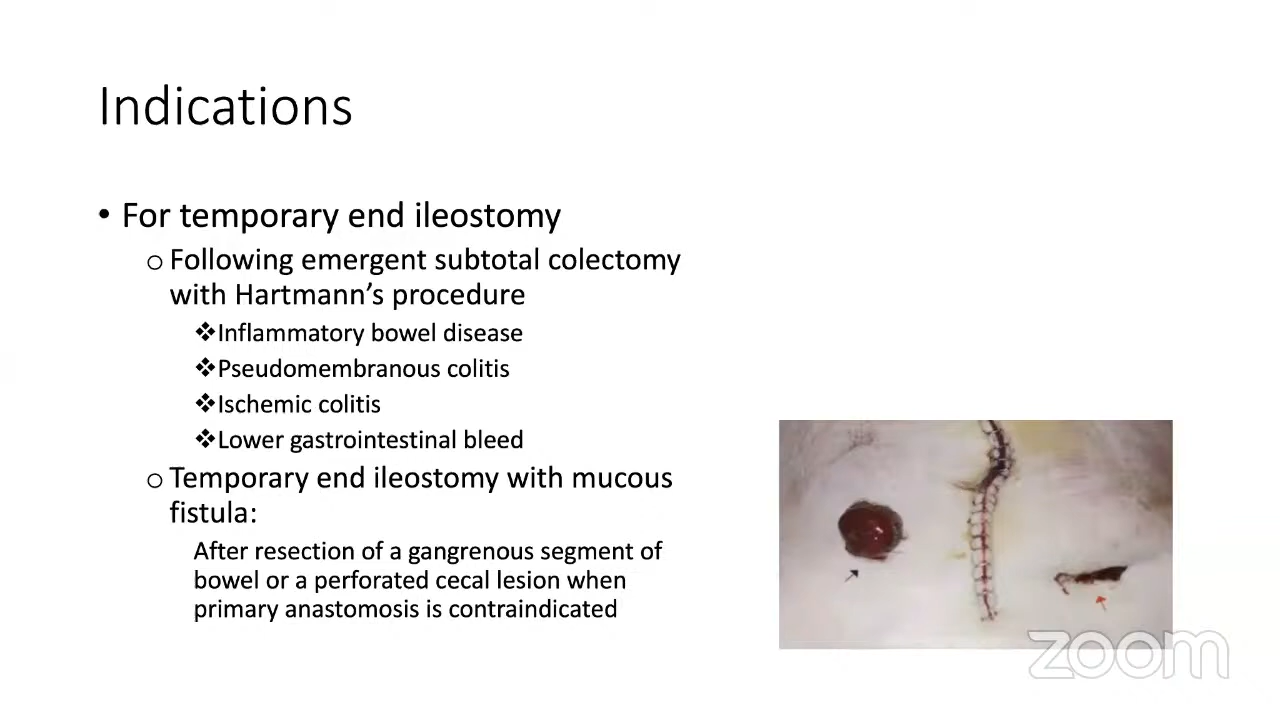 Indications
• For temporary end ileostomy
o Following emergent subtotal colectomy
with Hartmann’s procedure
❖Inflammatory bowel disease
❖Pseudomembranous colitis
❖Ischemic colitis
❖Lower gastrointestinal bleed
o Temporary end ileostomy with mucous
fistula:
After resection of a gangrenous segment of
bowel or a perforated cecal lesion when
primary anastomosis is contraindicated
zoom